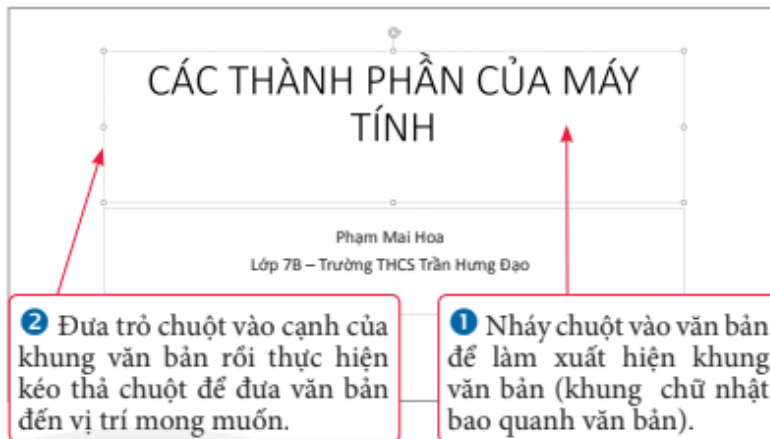 CÁC THÀNH PHẦN CỦA MÁY
TÍNH
Phạm Mai Hoa
Lớp 7B – Trường THCS Trần Hưng Đạo
2 Đưa trỏ chuột vào cạnh của
khung văn bản rồi thực hiện
kéo thả chuột để đưa văn bản
đến vị trí mong muốn.
1 Nháy chuột vào văn bản
để làm xuất hiện khung
văn bản (khung chữ nhật
bao quanh văn bản).